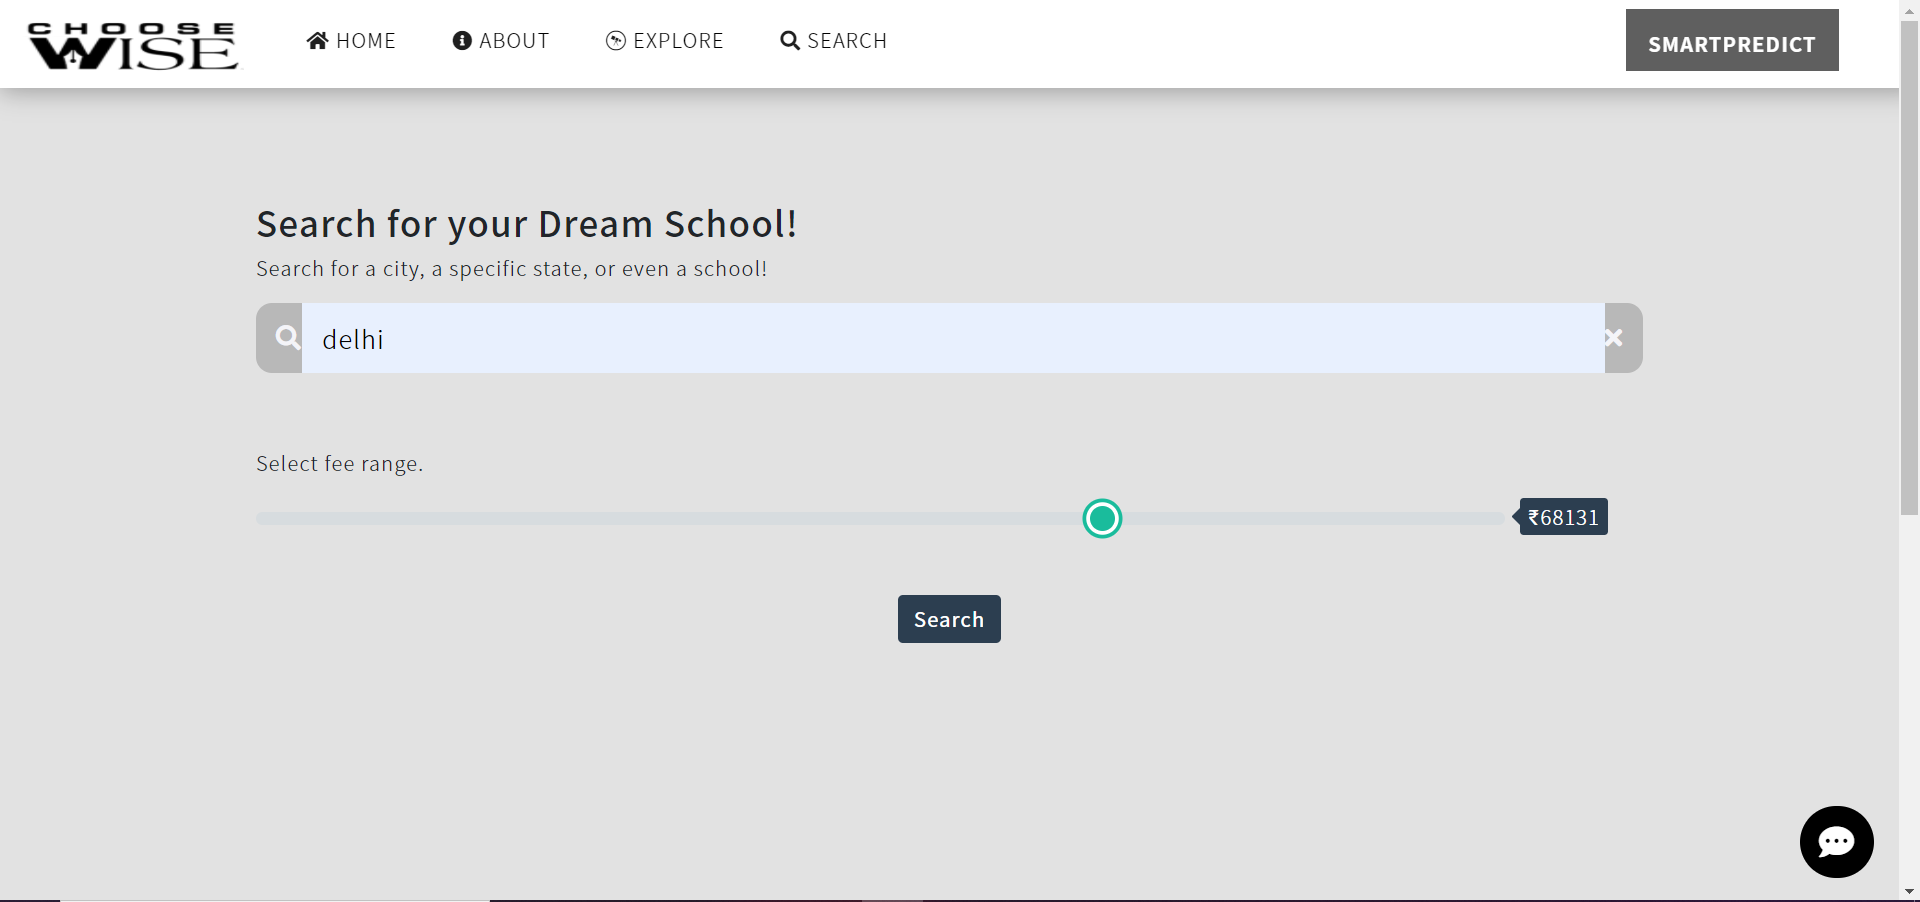 CHOOSE
WISE
HOME
ABOUT
EXPLORE
SEARCH
SMARTPREDICT
Search for your Dream School!
Search for a city, a specific state, or even a school!
delhi
Select fee range.
₹68131
Search